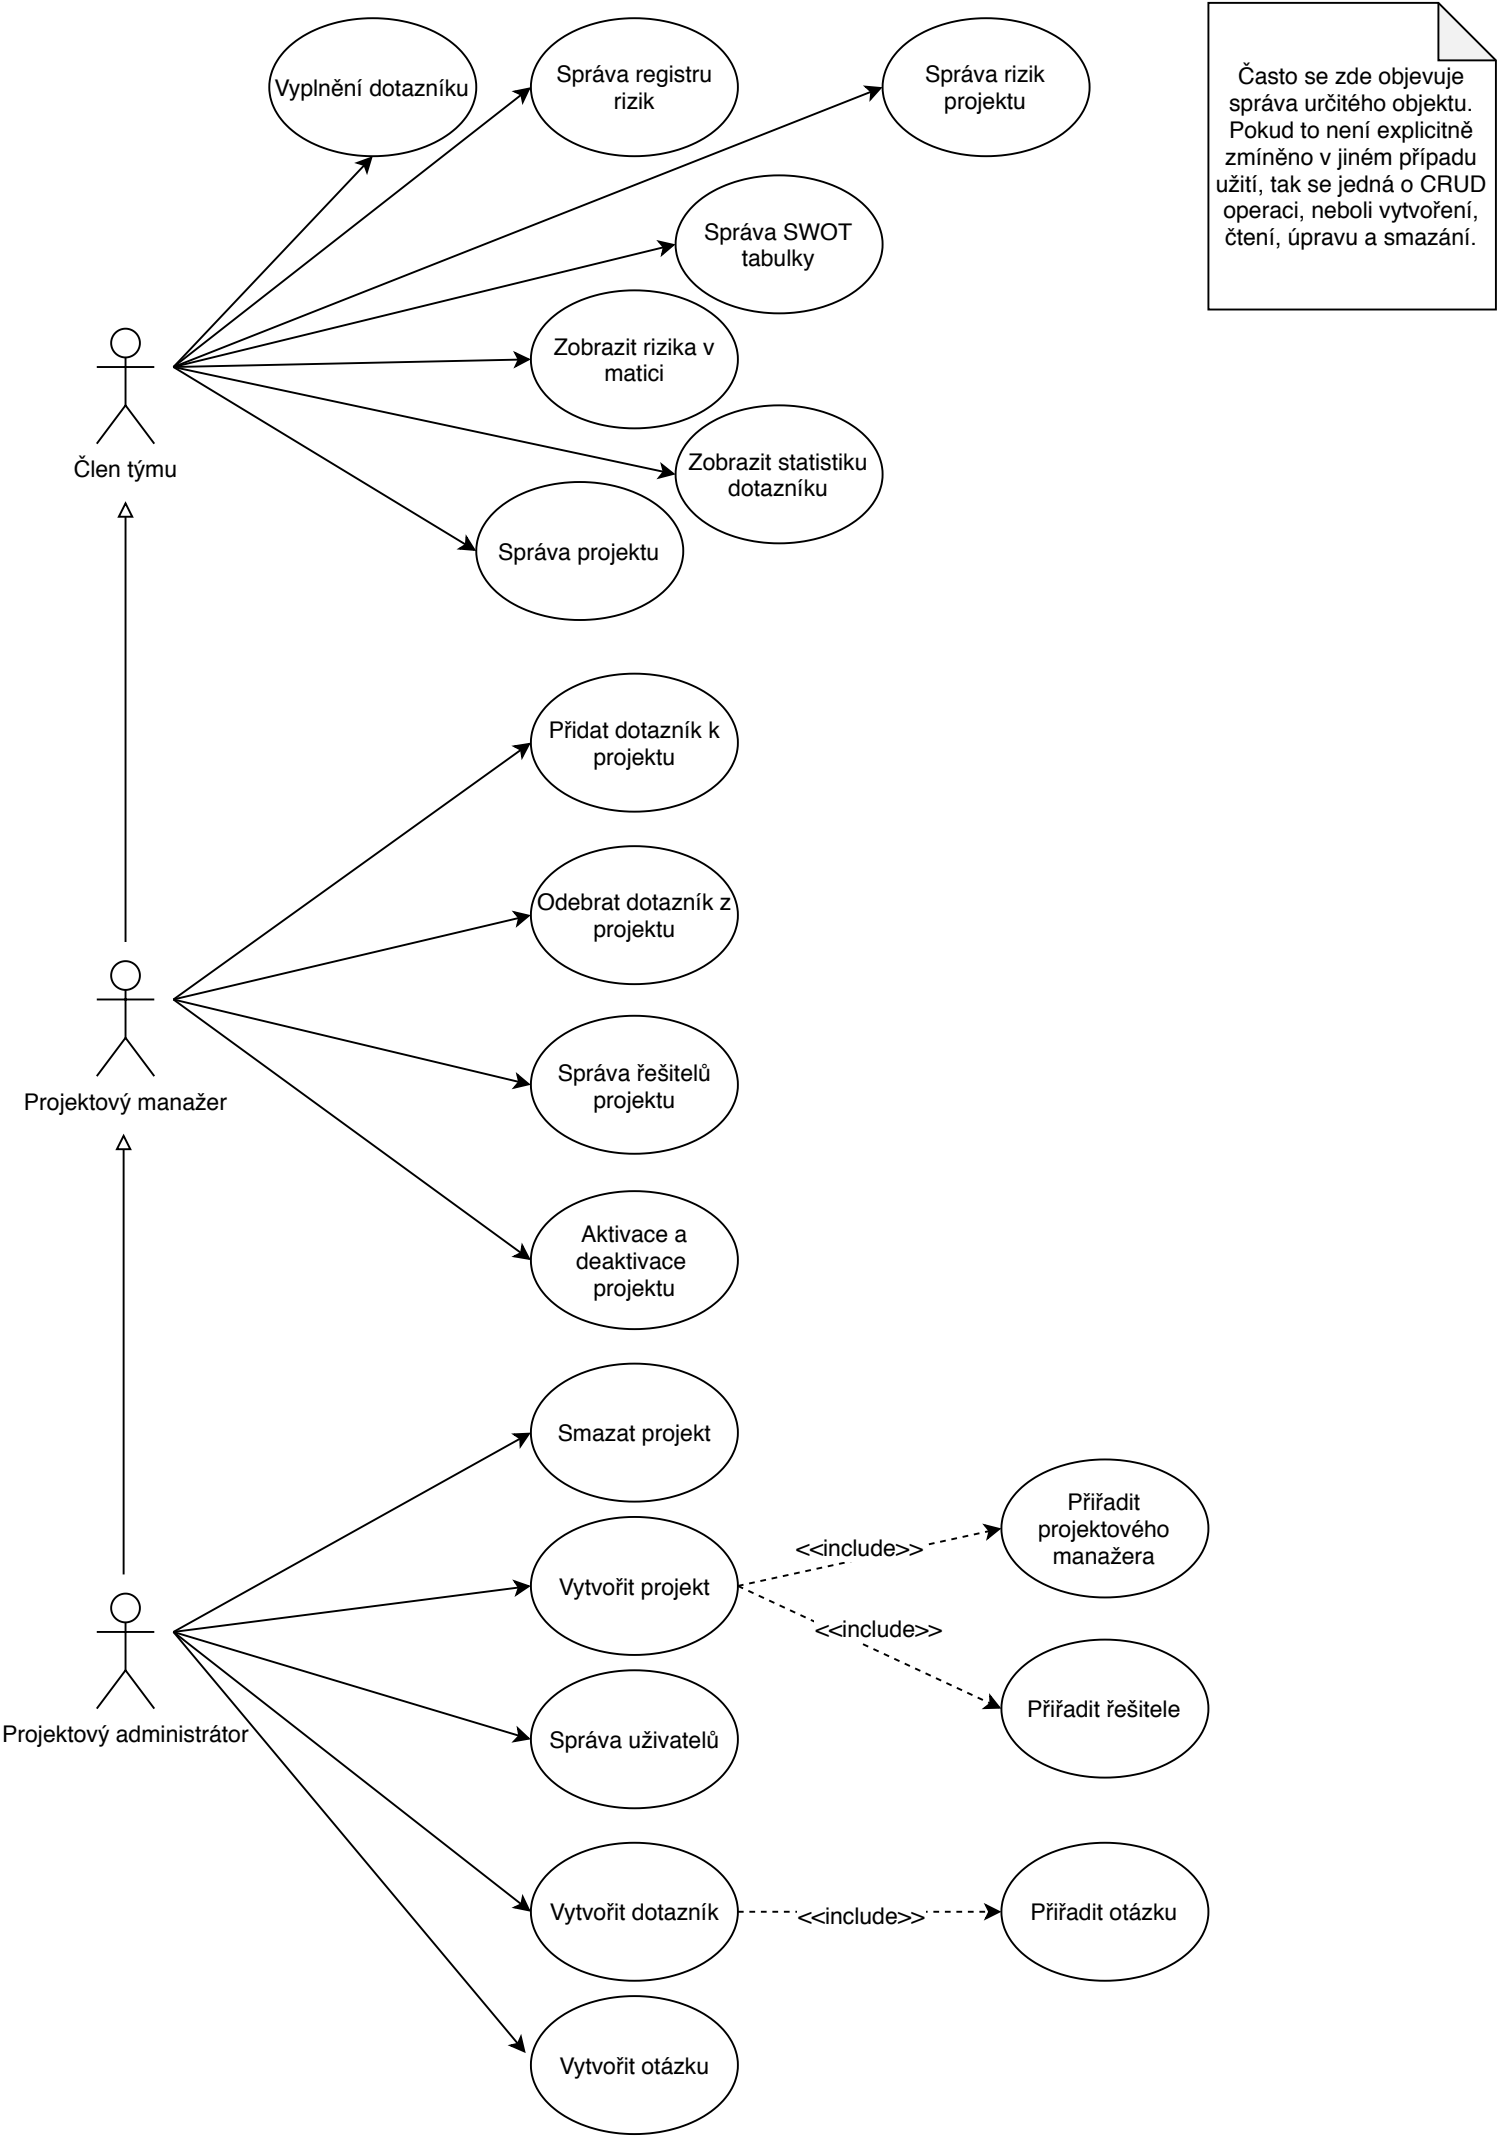 Vyplnění dotazníku
Správa registru
rizik
Správa rizik
projektu
Často se zde objevuje
správa určitého objektu.
Pokud to není explicitně
zmíněno v jiném případu
užití, tak se jedná o CRUD
operaci, neboli vytvoření,
čtení, úpravu a smazání.
Správa SWOT
tabulky
Zobrazit rizika v
matici
Člen týmu
Zobrazit statistiku
dotazníku
Správa projektu
Přidat dotazník k
projektu
Odebrat dotazník z
projektu
Projektový manažer
Správa řešitelů
projektu
Aktivace a
deaktivace
projektu
Smazat projekt
Přiřadit
projektového
manažera
<<include>>
Vytvořit projekt
<<include>>
Přiřadit řešitele
Projektový administrátor
Správa uživatelů
Vytvořit dotazník
<<include>>
Přiřadit otázku
Vytvořit otázku